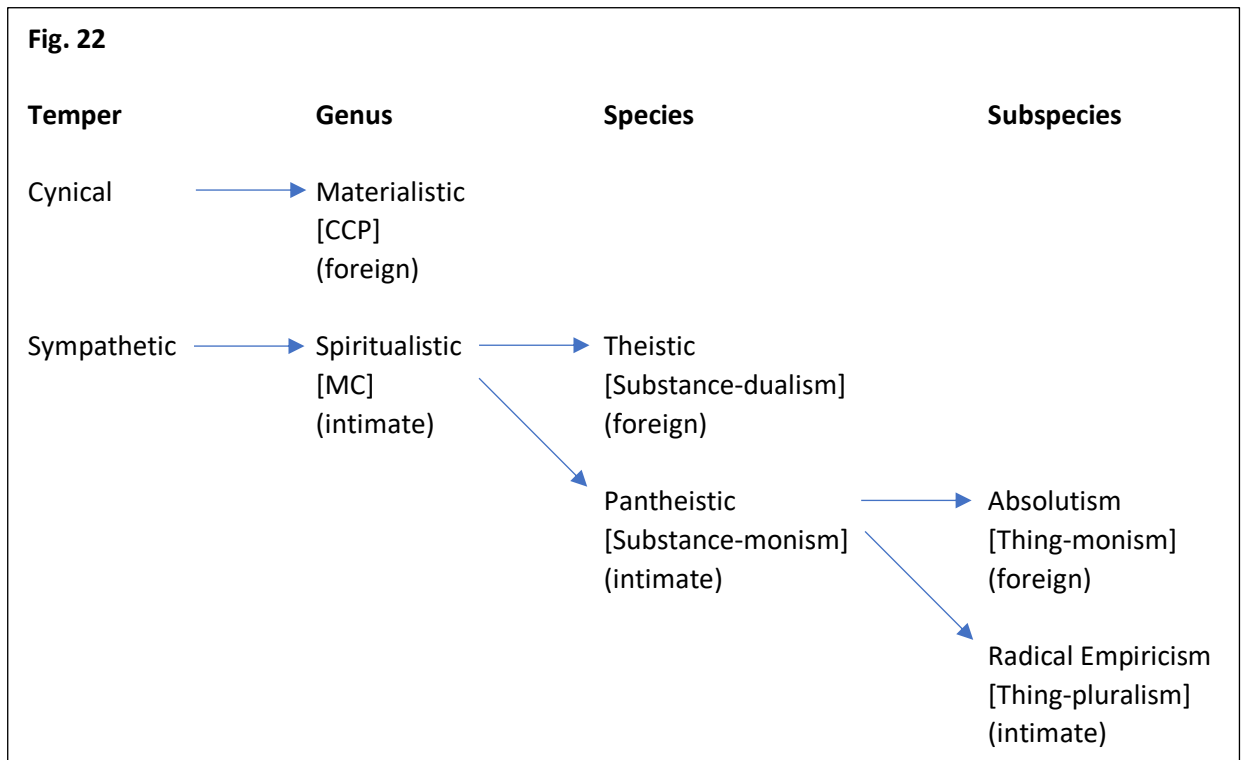 Fig. 22
Temper Genus Species Subspecies
Cynical Materialistic
[CCP]
(foreign)
Sympathetic Spiritualistic Theistic
[MC] [Substance-dualism]
(intimate) (foreign)
Pantheistic Absolutism
[Substance-monism] [Thing-monism]
(intimate) (foreign)
Radical Empiricism
[Thing-pluralism]
(intimate)